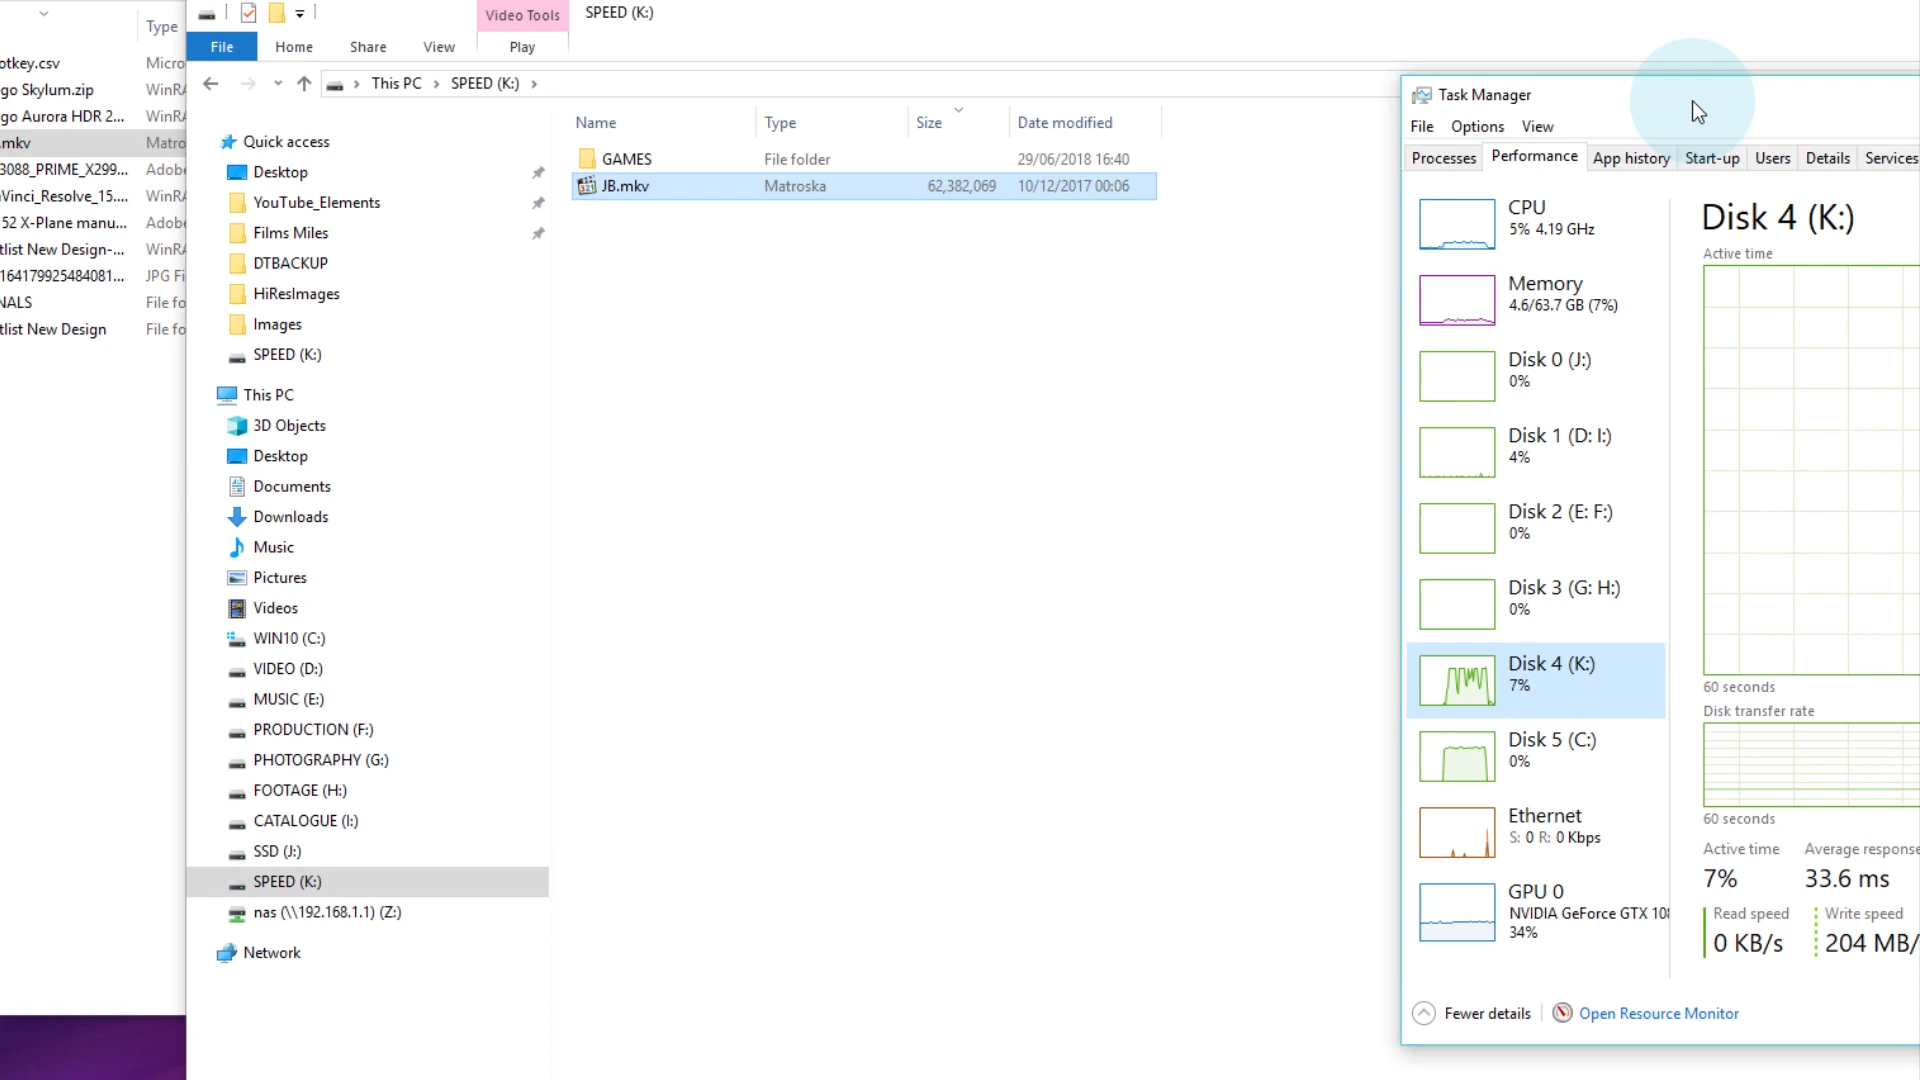 Type
otkey.csv
Micro
go Skylum.zip
WinRA
go Aurora HDR 2...
WinRA
.mkv
Matro
3088_PRIME_X299...
Adobe
Vinci_Resolve_15....
WinRA
52 X-Plane manu...
Adobe
tlist New Design-...
WinRA
164179925484081...
JPG Fi
NALS
File fo
tlist New Design
File fo
Video Tools
SPEED (K:)
File
Home
Share
View
Play
This PC
SPEED (K:)
Name
Type
Size
Date modified
GAMES
File folder
29/06/2018 16:40
JB.mkv
Matroska
62,382,069
10/12/2017 00:06
Quick access
Desktop
YouTube_Elements
Films Miles
DTBACKUP
HiResImages
Images
SPEED (K:)
This PC
3D Objects
Desktop
Documents
Downloads
Music
Pictures
Videos
WIN10 (C:)
VIDEO (D:)
MUSIC (E:)
PRODUCTION (F:)
PHOTOGRAPHY (G:)
FOOTAGE (H:)
CATALOGUE (I:)
SSD (J:)
SPEED (K:)
nas (\\192.168.1.1) (Z:)
Network
Task Manager
File
Options
View
Processes
Performance
App history
Start-up
Users
Details
Services
CPU
5% 4.19 GHz
Memory
4.6/63.7 GB (7%)
Disk 0 (J:)
0%
Disk 1 (D: I:)
4%
Disk 2 (E: F:)
0%
Disk 3 (G: H:)
0%
Disk 4 (K:)
7%
Disk 5 (C:)
0%
Ethernet
S: 0 R: 0 Kbps
GPU 0
NVIDIA GeForce GTX 108
34%
Disk 4 (K:)
Active time
60 seconds
Disk transfer rate
60 seconds
Active time
7%
Average response
33.6 ms
Read speed
0 KB/s
Write speed
204 MB/
Fewer details
Open Resource Monitor